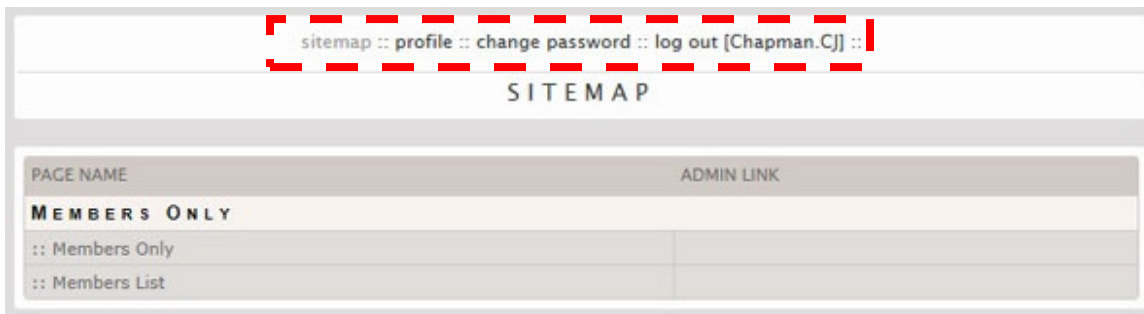 sitemap :: profile :: change password :: log out [Chapman.CJ] ::
SITEMAP
PAGE NAME ADMIN LINK
MEMBERS ONLY
:: Members Only
:: Members List